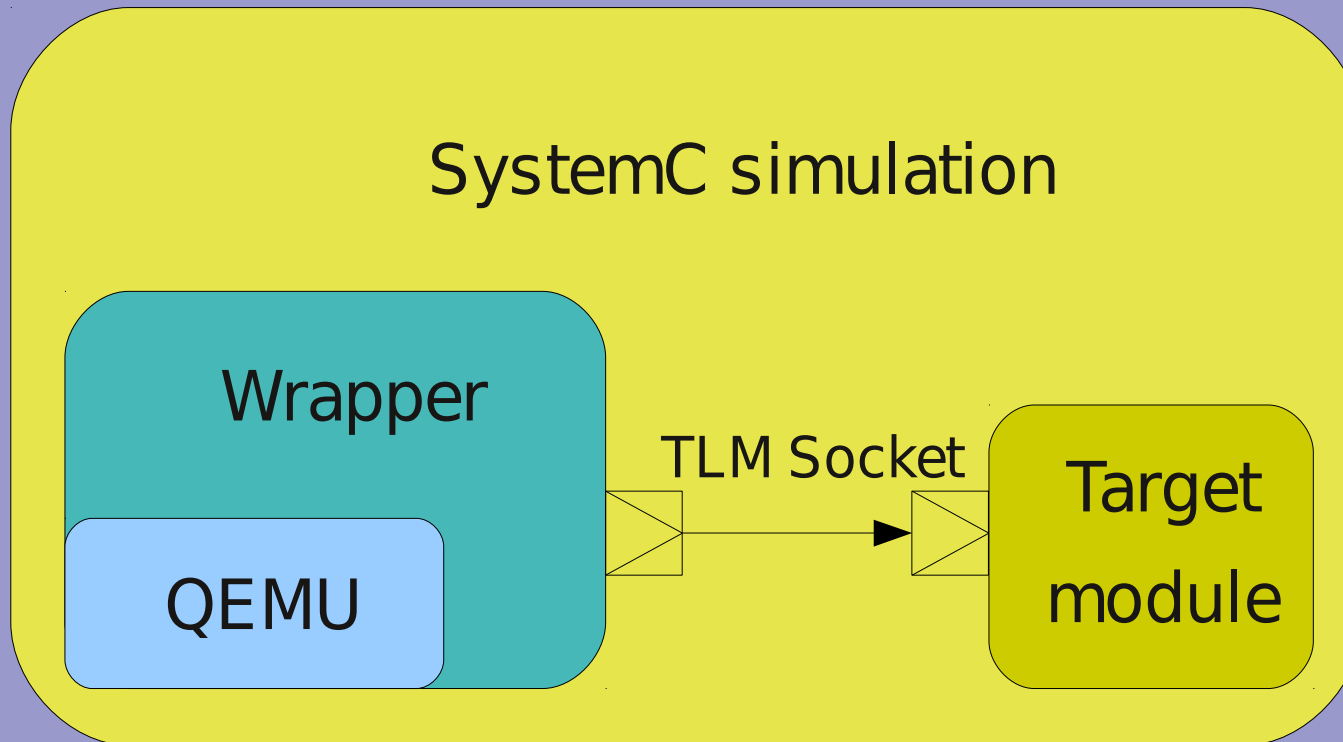 SystemC simulation
Wrapper
TLM Socket
Target
module
QEMU